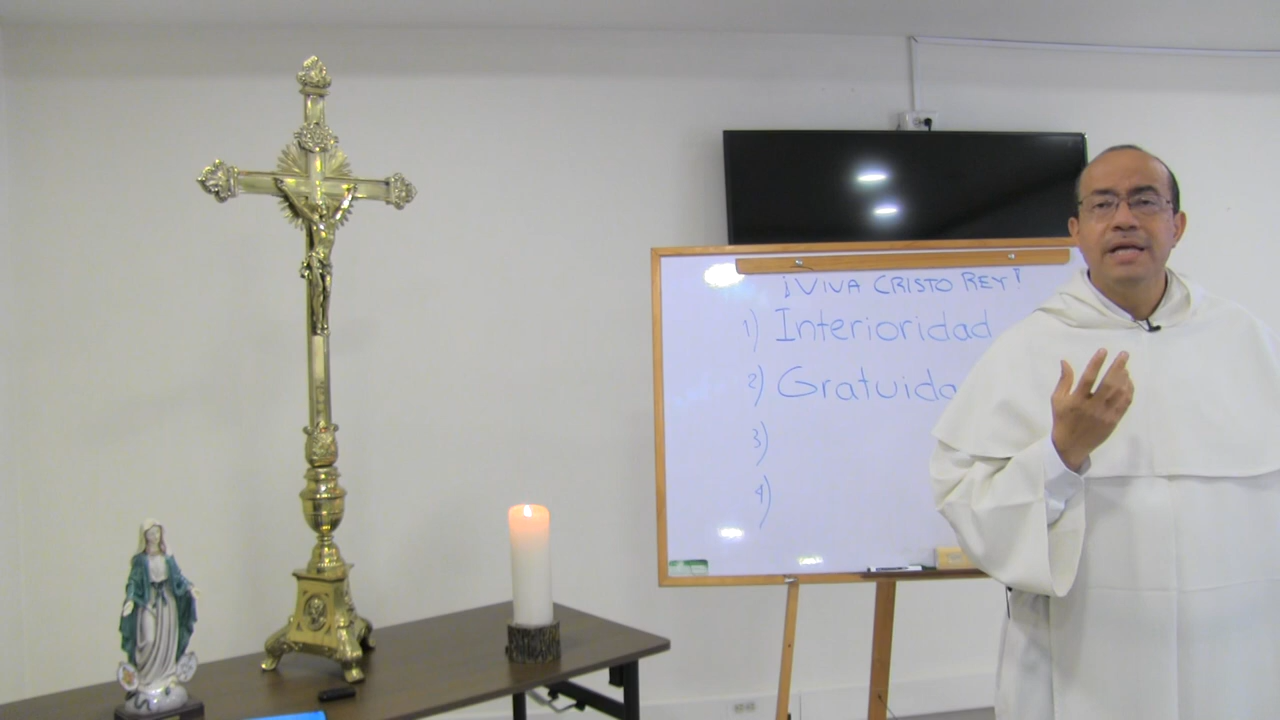 ¡VIVA CRISTO REY!
1) Interioridad
2) Gratuida
3)
4)